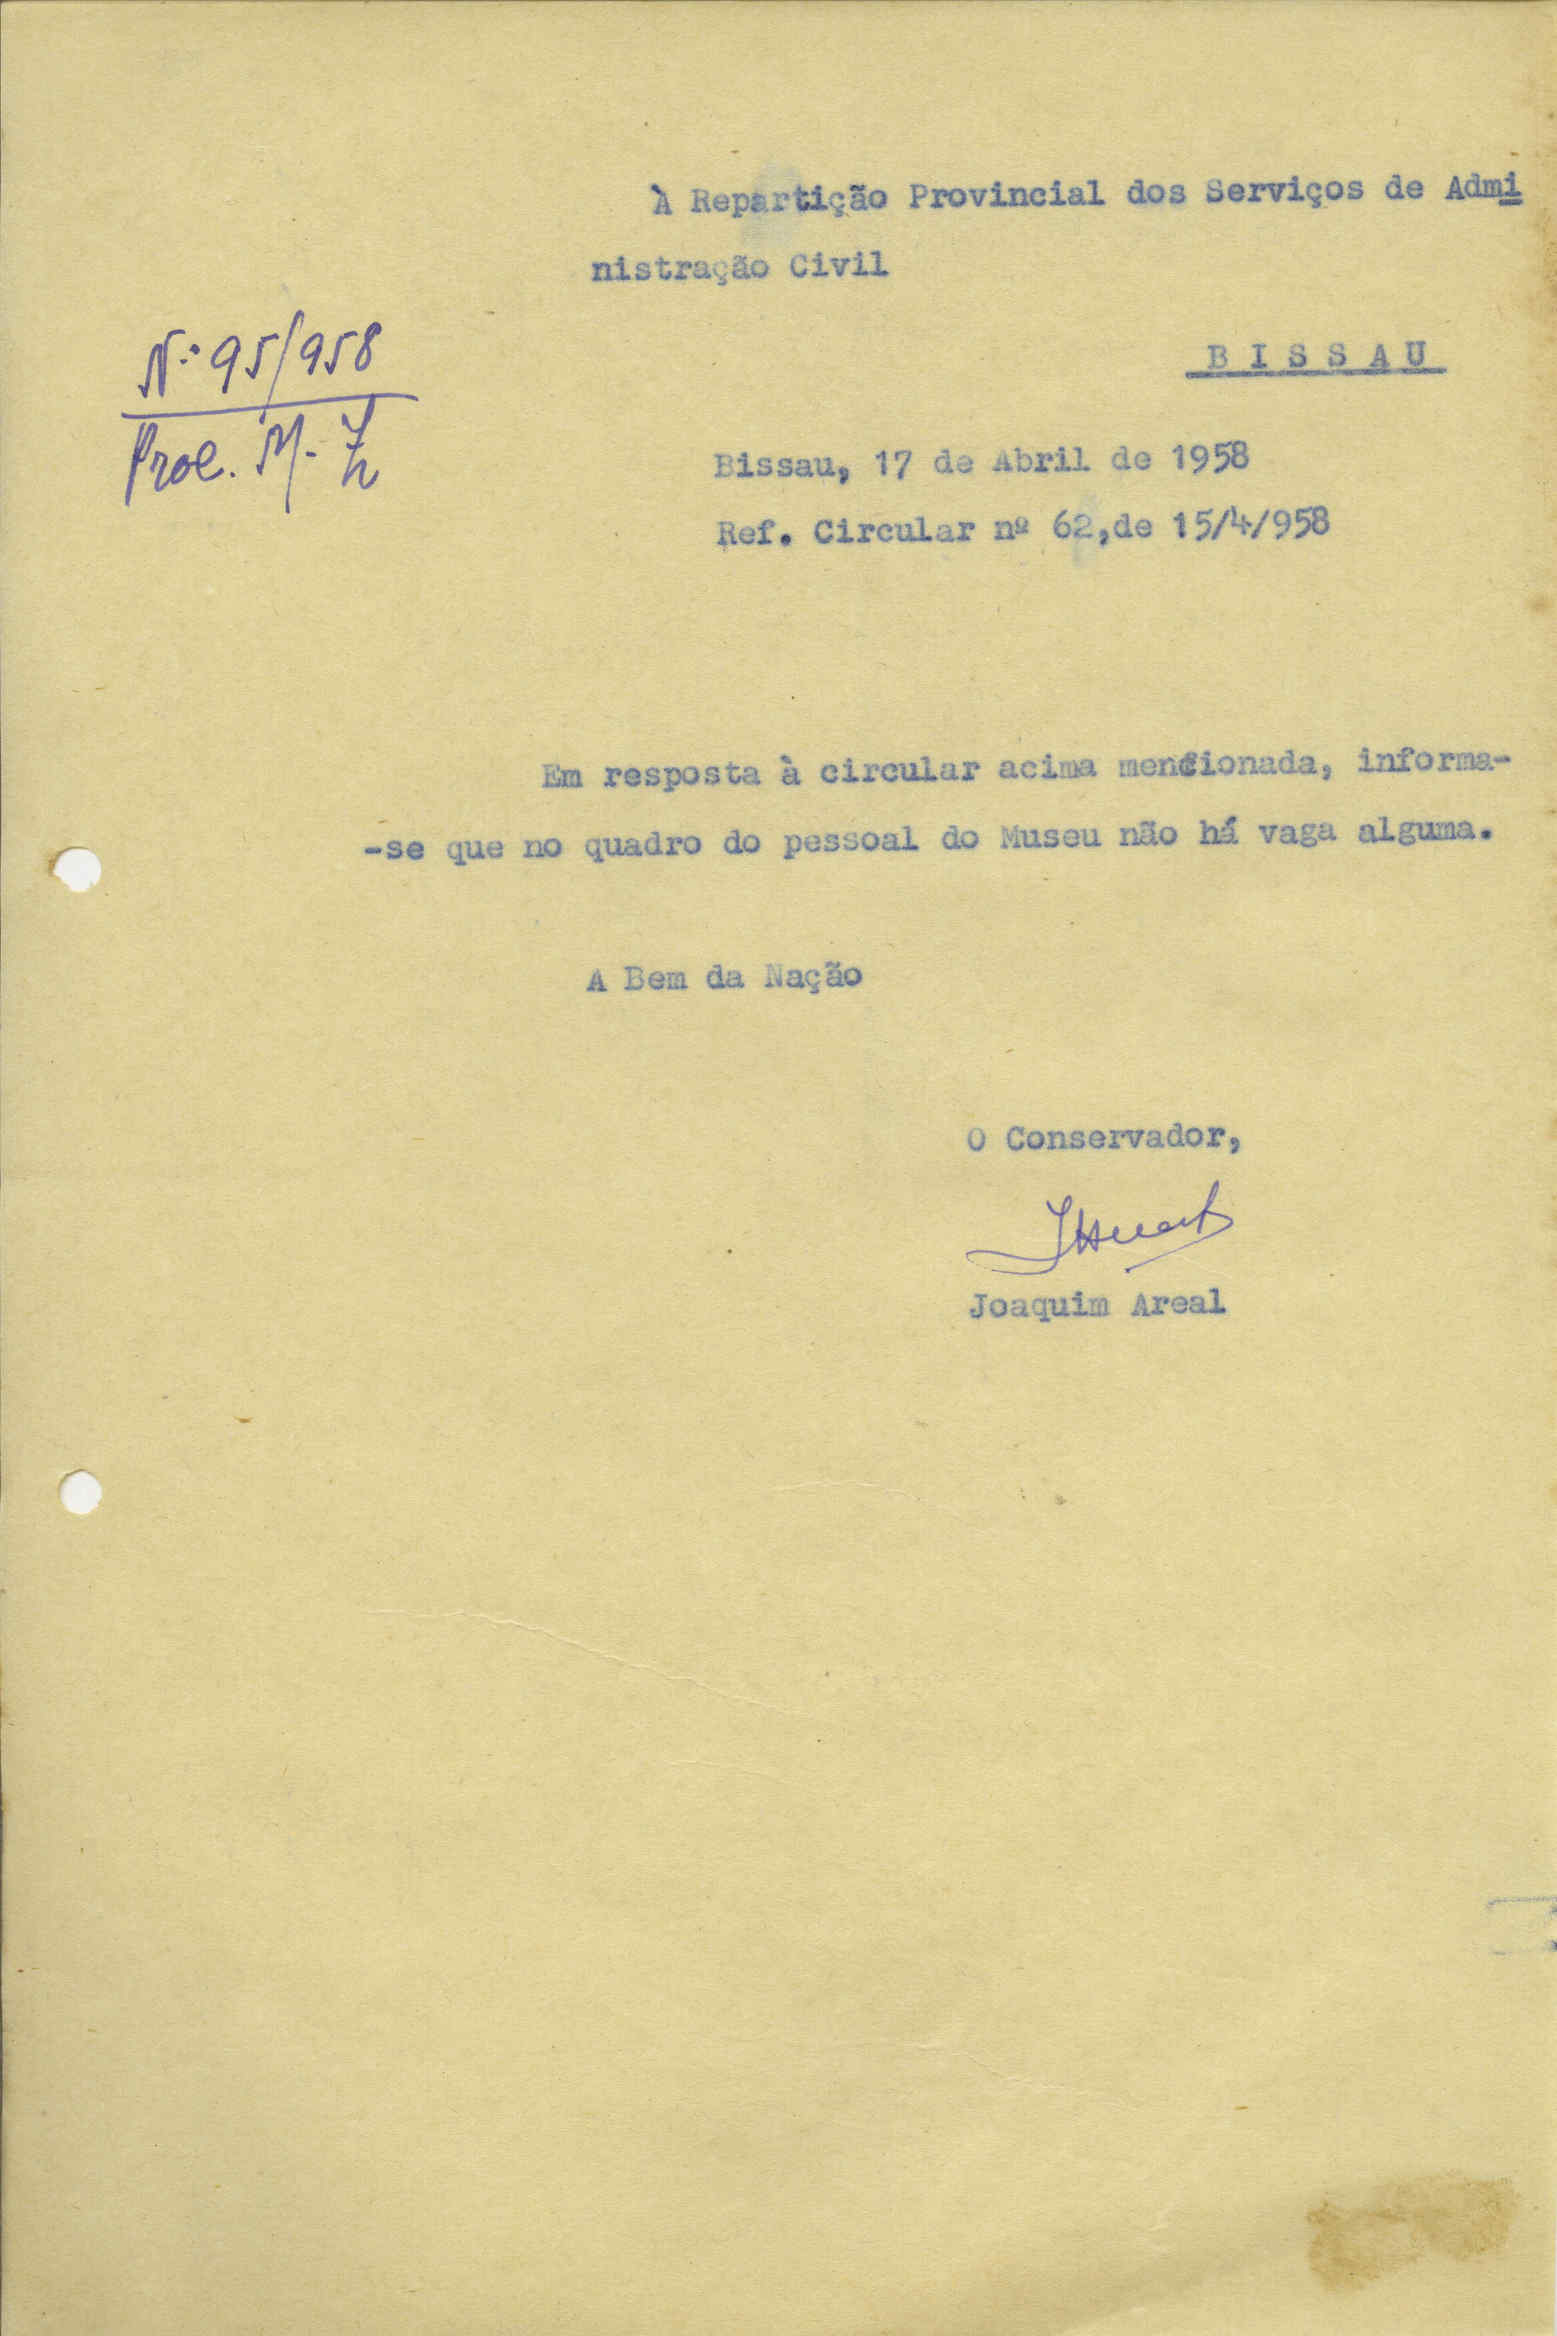 À Repartição Provincial dos Serviços de Admi
nistração Civil
Nº 95/958
Proc. M-
BISSAU
Bissau, 17 de Abril de 1958
Ref. Circular nº 62,de 15/4/958
Em resposta à circular acima mencionada, informa-
-se que no quadro do pessoal do Museu não há vaga alguma.
A Bem da Nação
O Conservador,
Joaquim Areal